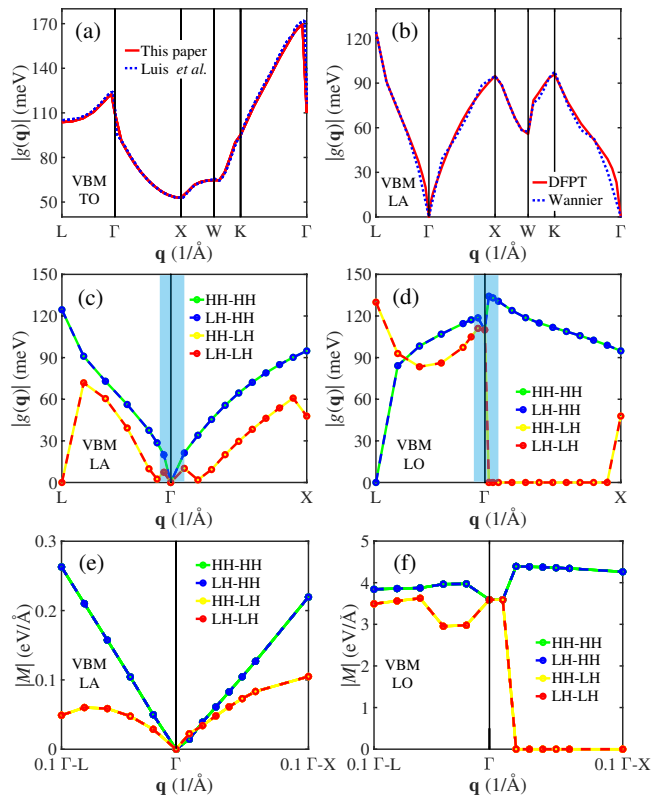 (a)
This paper
Luis et al.
VBM
TO
|g(q)| (meV)
170
140
110
80
50
L Γ X W K Γ
q (1/Å)
(b)
VBM
LA
DFPT
Wannier
|g(q)| (meV)
120
90
60
30
0
L Γ X W K Γ
q (1/Å)
(c)
HH-HH
LH-HH
HH-LH
LH-LH
VBM
LA
|g(q)| (meV)
150
120
90
60
30
0
L Γ X
q (1/Å)
(d)
HH-HH
LH-HH
HH-LH
LH-LH
VBM
LO
|g(q)| (meV)
150
120
90
60
30
0
L Γ X
q (1/Å)
(e)
HH-HH
LH-HH
HH-LH
LH-LH
VBM
LA
|M| (eV/Å)
0.3
0.2
0.1
0
0.1 Γ-L Γ 0.1 Γ-X
q (1/Å)
(f)
HH-HH
LH-HH
HH-LH
LH-LH
VBM
LO
|M| (eV/Å)
5
4
3
2
1
0
0.1 Γ-L Γ 0.1 Γ-X
q (1/Å)